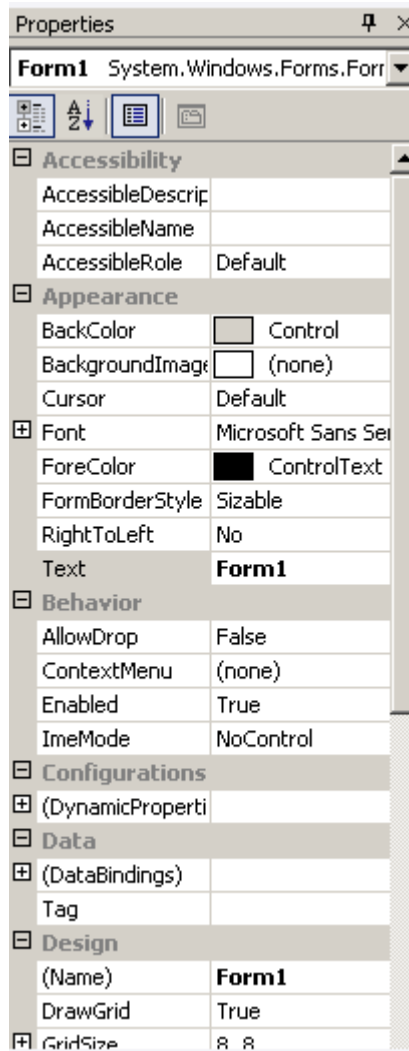 Properties
Form1 System.Windows.Forms.Forr
Accessibility
AccessibleDescrip
AccessibleName
AccessibleRole Default
Appearance
BackColor Control
BackgroundImage (none)
Cursor Default
Font Microsoft Sans Ser
ForeColor ControlText
FormBorderStyle Sizable
RightToLeft No
Text Form1
Behavior
AllowDrop False
ContextMenu (none)
Enabled True
ImeMode NoControl
Configurations
(DynamicProperti
Data
(DataBindings)
Tag
Design
(Name) Form1
DrawGrid True
GridSize 8, 8